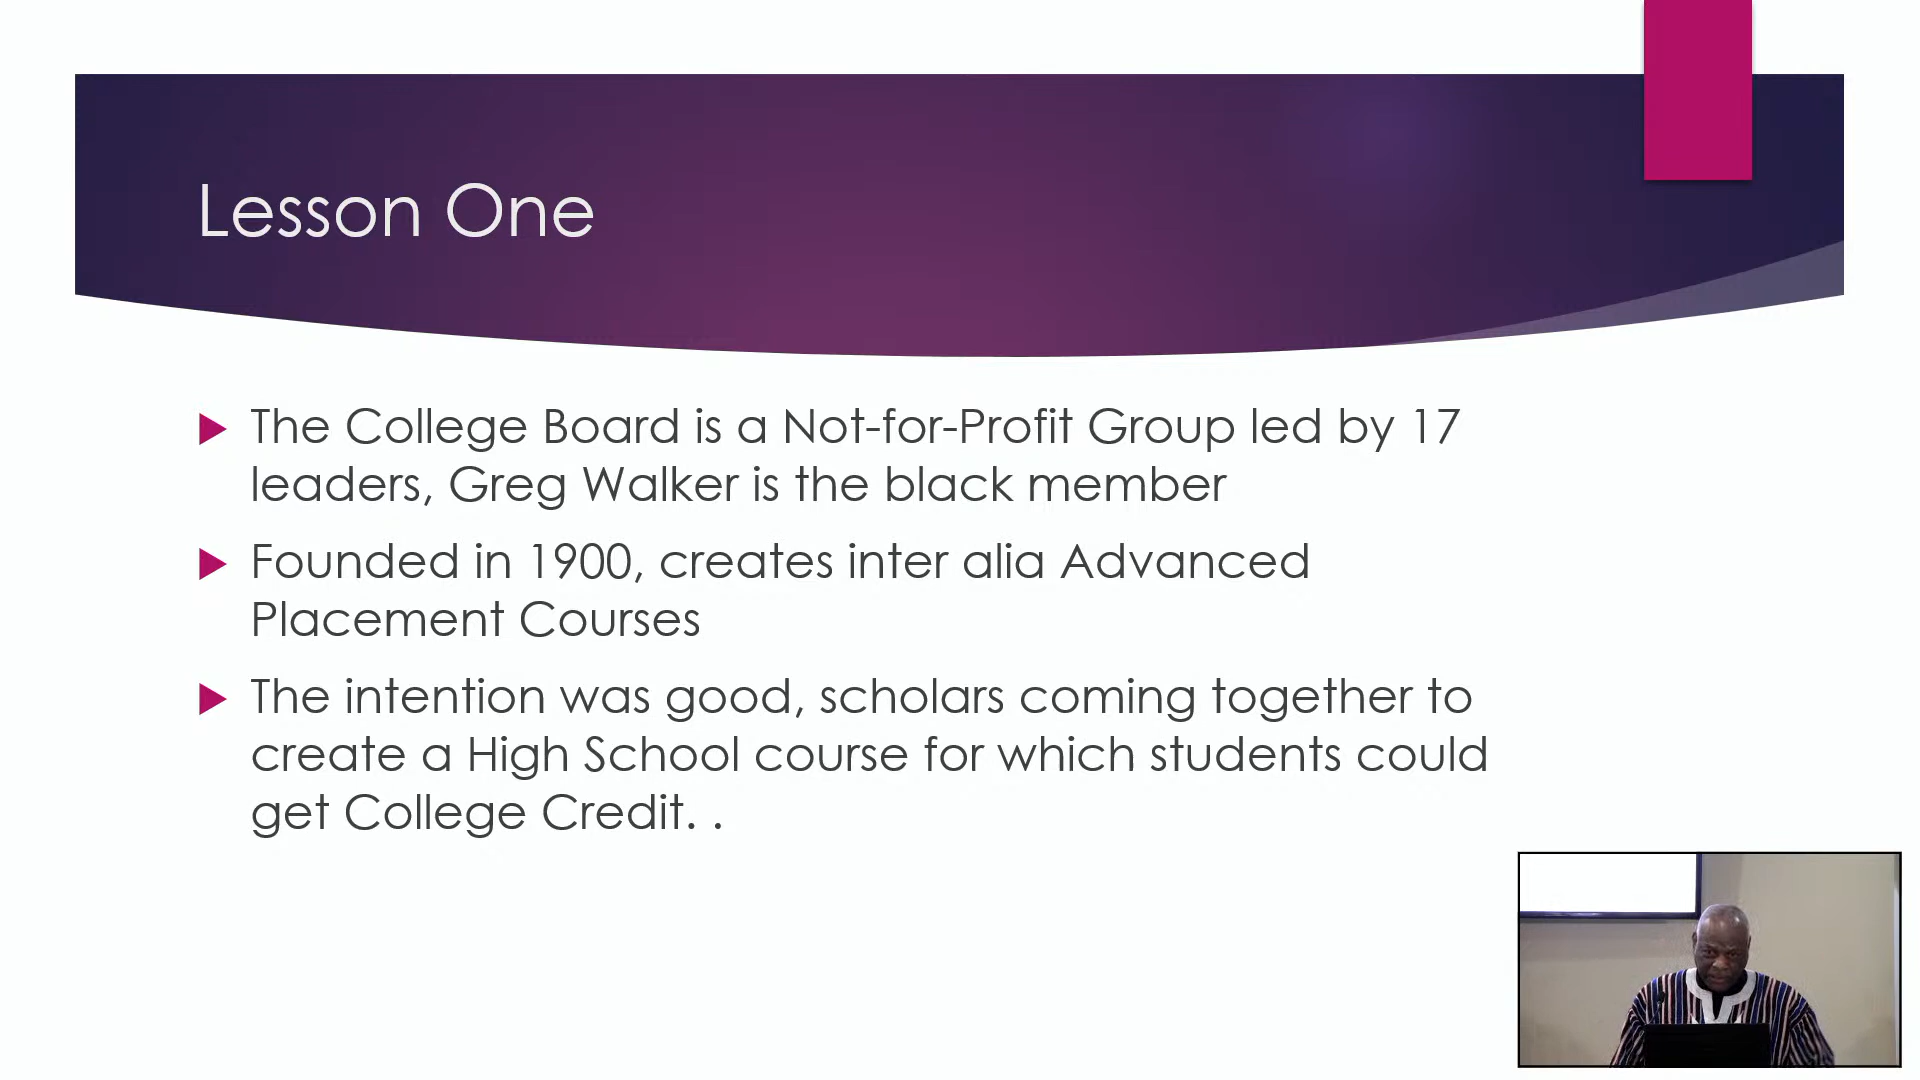 Lesson One
The College Board is a Not-for-Profit Group led by 17
leaders, Greg Walker is the black member
Founded in 1900, creates inter alia Advanced
Placement Courses
The intention was good, scholars coming together to
create a High School course for which students could
get College Credit. .